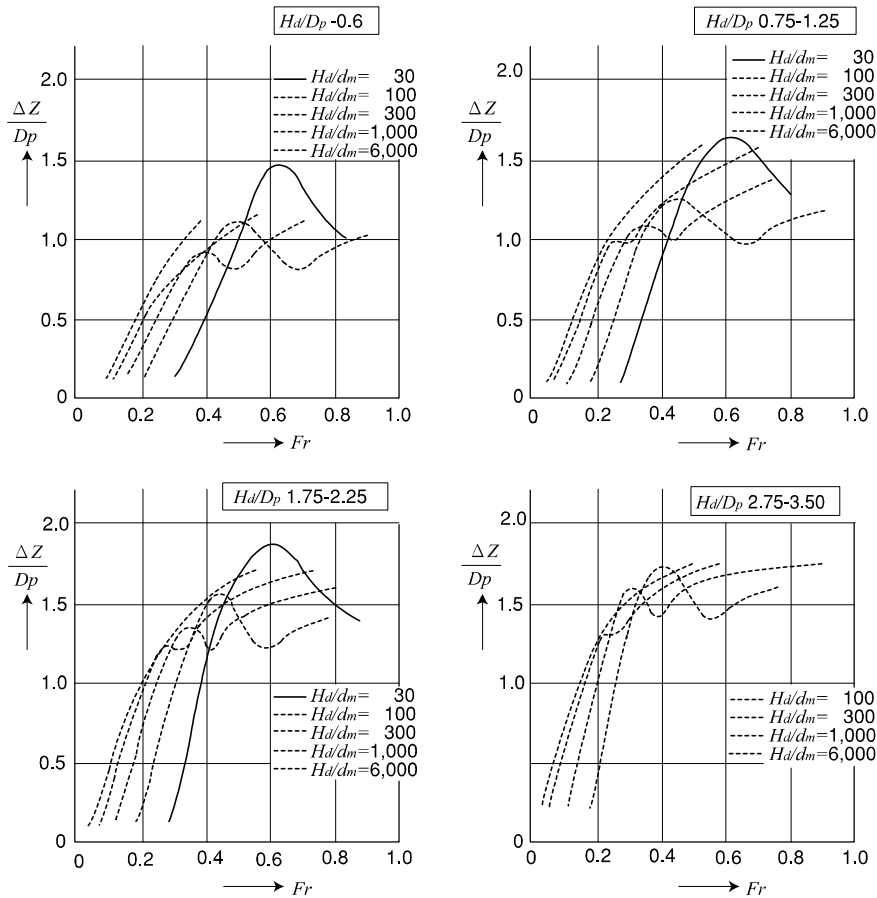 Hd/Dp -0.6
Hd/dm= 30
Hd/dm= 100
Hd/dm= 300
Hd/dm=1,000
Hd/dm=6,000
ΔZ
Dp
2.0
1.5
1.0
0.5
0
0 0.2 0.4 0.6 0.8 1.0
Fr
Hd/Dp 0.75-1.25
Hd/dm= 30
Hd/dm= 100
Hd/dm= 300
Hd/dm=1,000
Hd/dm=6,000
ΔZ
Dp
2.0
1.5
1.0
0.5
0
0 0.2 0.4 0.6 0.8 1.0
Fr
Hd/Dp 1.75-2.25
ΔZ
Dp
2.0
1.5
1.0
0.5
0
Hd/dm= 30
Hd/dm= 100
Hd/dm= 300
Hd/dm=1,000
Hd/dm=6,000
0 0.2 0.4 0.6 0.8 1.0
Fr
Hd/Dp 2.75-3.50
ΔZ
Dp
2.0
1.5
1.0
0.5
0
Hd/dm= 100
Hd/dm= 300
Hd/dm=1,000
Hd/dm=6,000
0 0.2 0.4 0.6 0.8 1.0
Fr